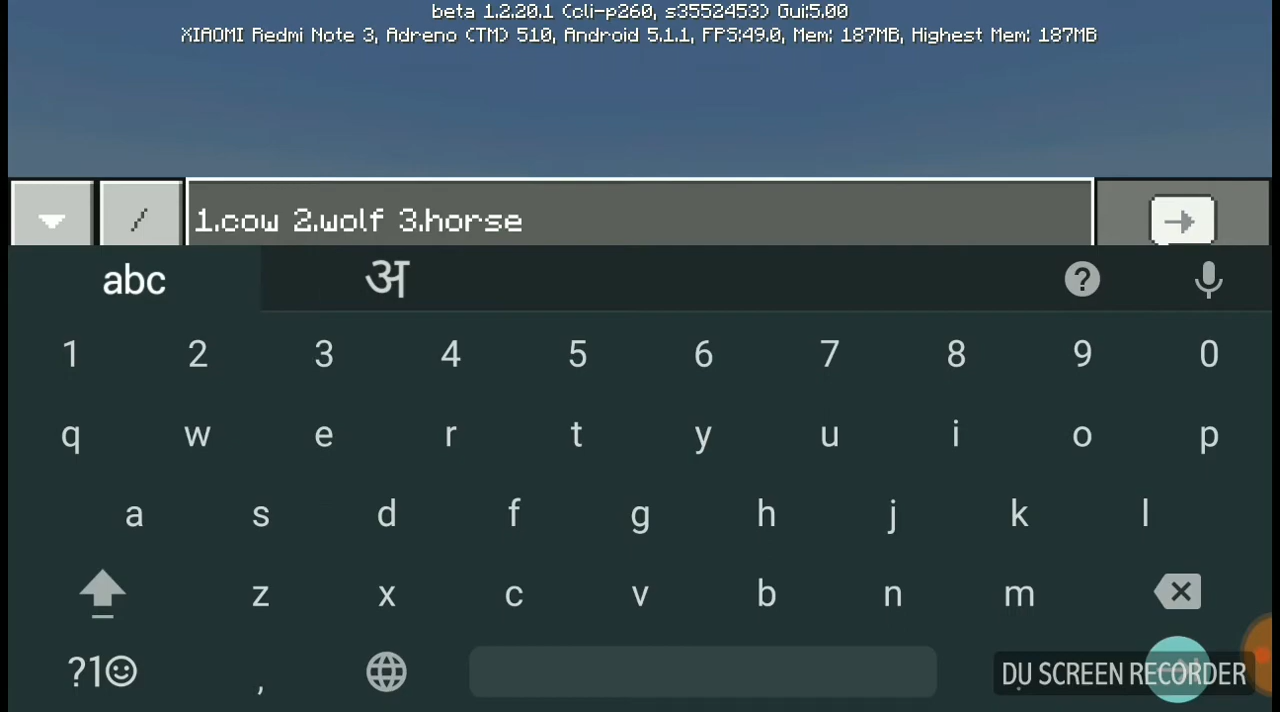 beta 1.2.20.1 (cli-p260, s3552453) Gui:5.00
XIAOMI Redmi Note 3, Adreno (TM) 510, Android 5.1.1, FPS:49.0, Mem: 187MB, Highest Mem: 187MB
/ 1.cow 2.wolf 3.horse
abc अ ?
1 2 3 4 5 6 7 8 9 0
q w e r t y u i o p
a s d f g h j k l
z x c v b n m
?1☺ , DU SCREEN RECORDER